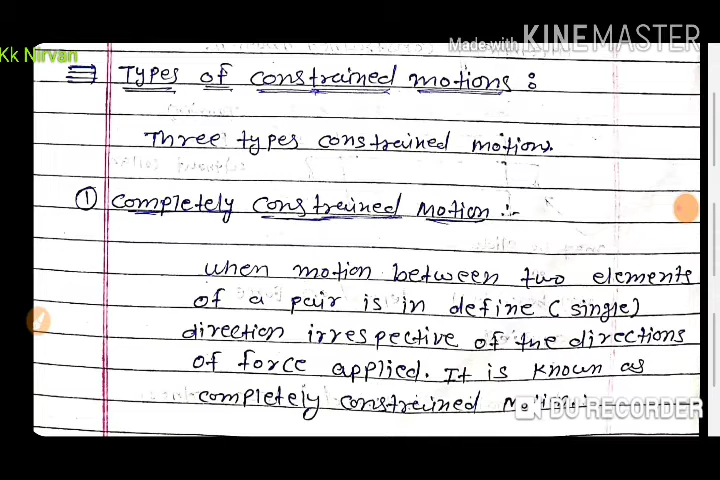 Made with KINEMASTER
Kk Nirvan
Types of constrained motions :
Three types constrained motion.
① completely constrained Motion :-
when motion between two elements
of a pair is in define (single)
direction irrespective of the directions
of force applied. It is known as
completely constrained
DU RECORDER